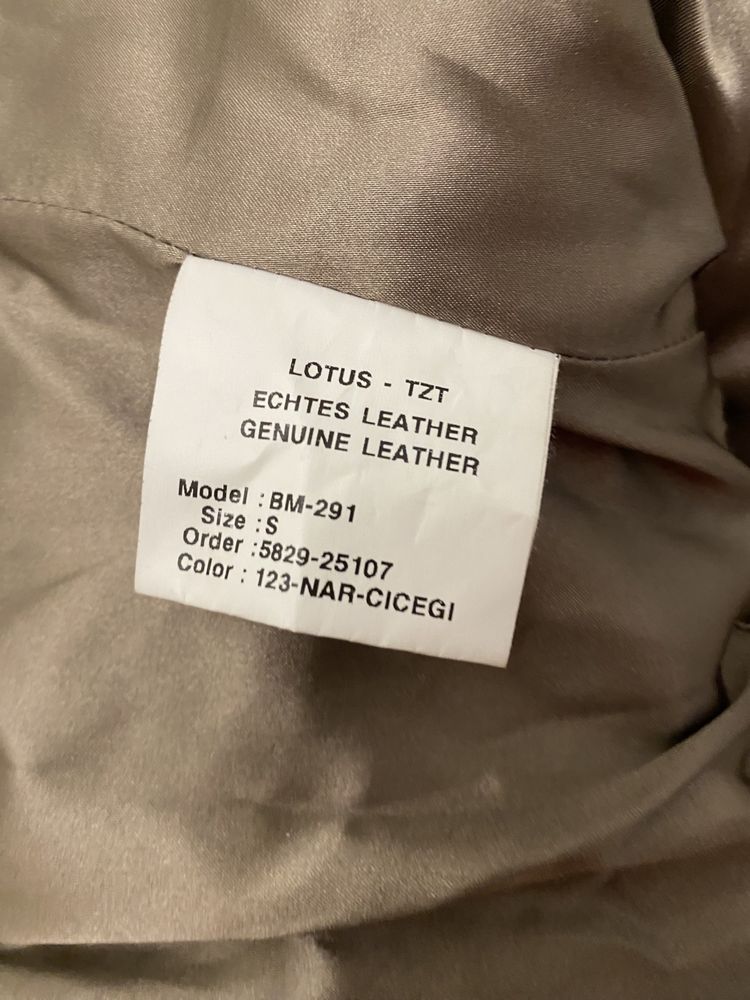 LOTUS - TZT
ECHTES LEATHER
GENUINE LEATHER
Model : BM-291
Size : S
Order : 5829-25107
Color : 123-NAR-CICEGI